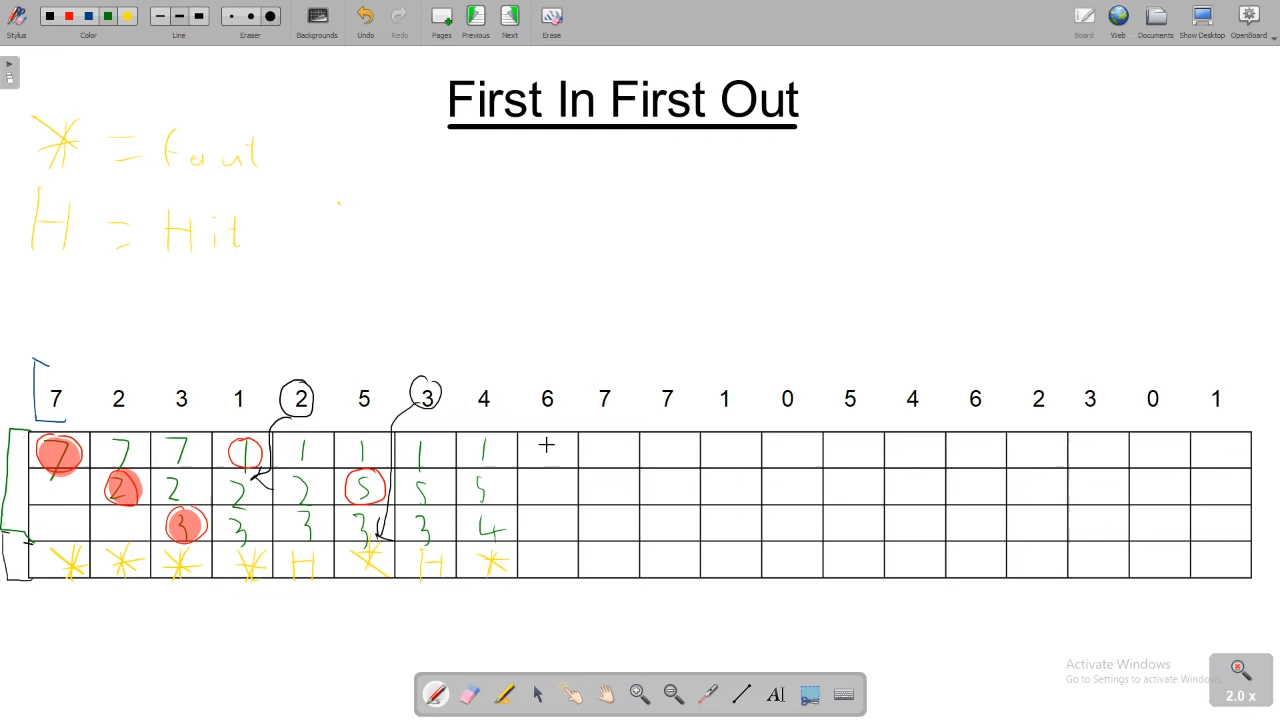 Stylus Color Line Eraser Backgrounds Undo Redo Pages Previous Next Erase Board Web Documents Show Desktop OpenBoard
First In First Out
* = Faut
H = Hit
7 2 3 1 2 5 3 4 6 7 7 1 0 5 4 6 2 3 0 1
7 7 7 1 1 1 1 1
2 2 2 2 5 5 5
3 3 3 3 3 4
* * * * H * H *
Activate Windows
Go to Settings to activate Windows.
2.0 x